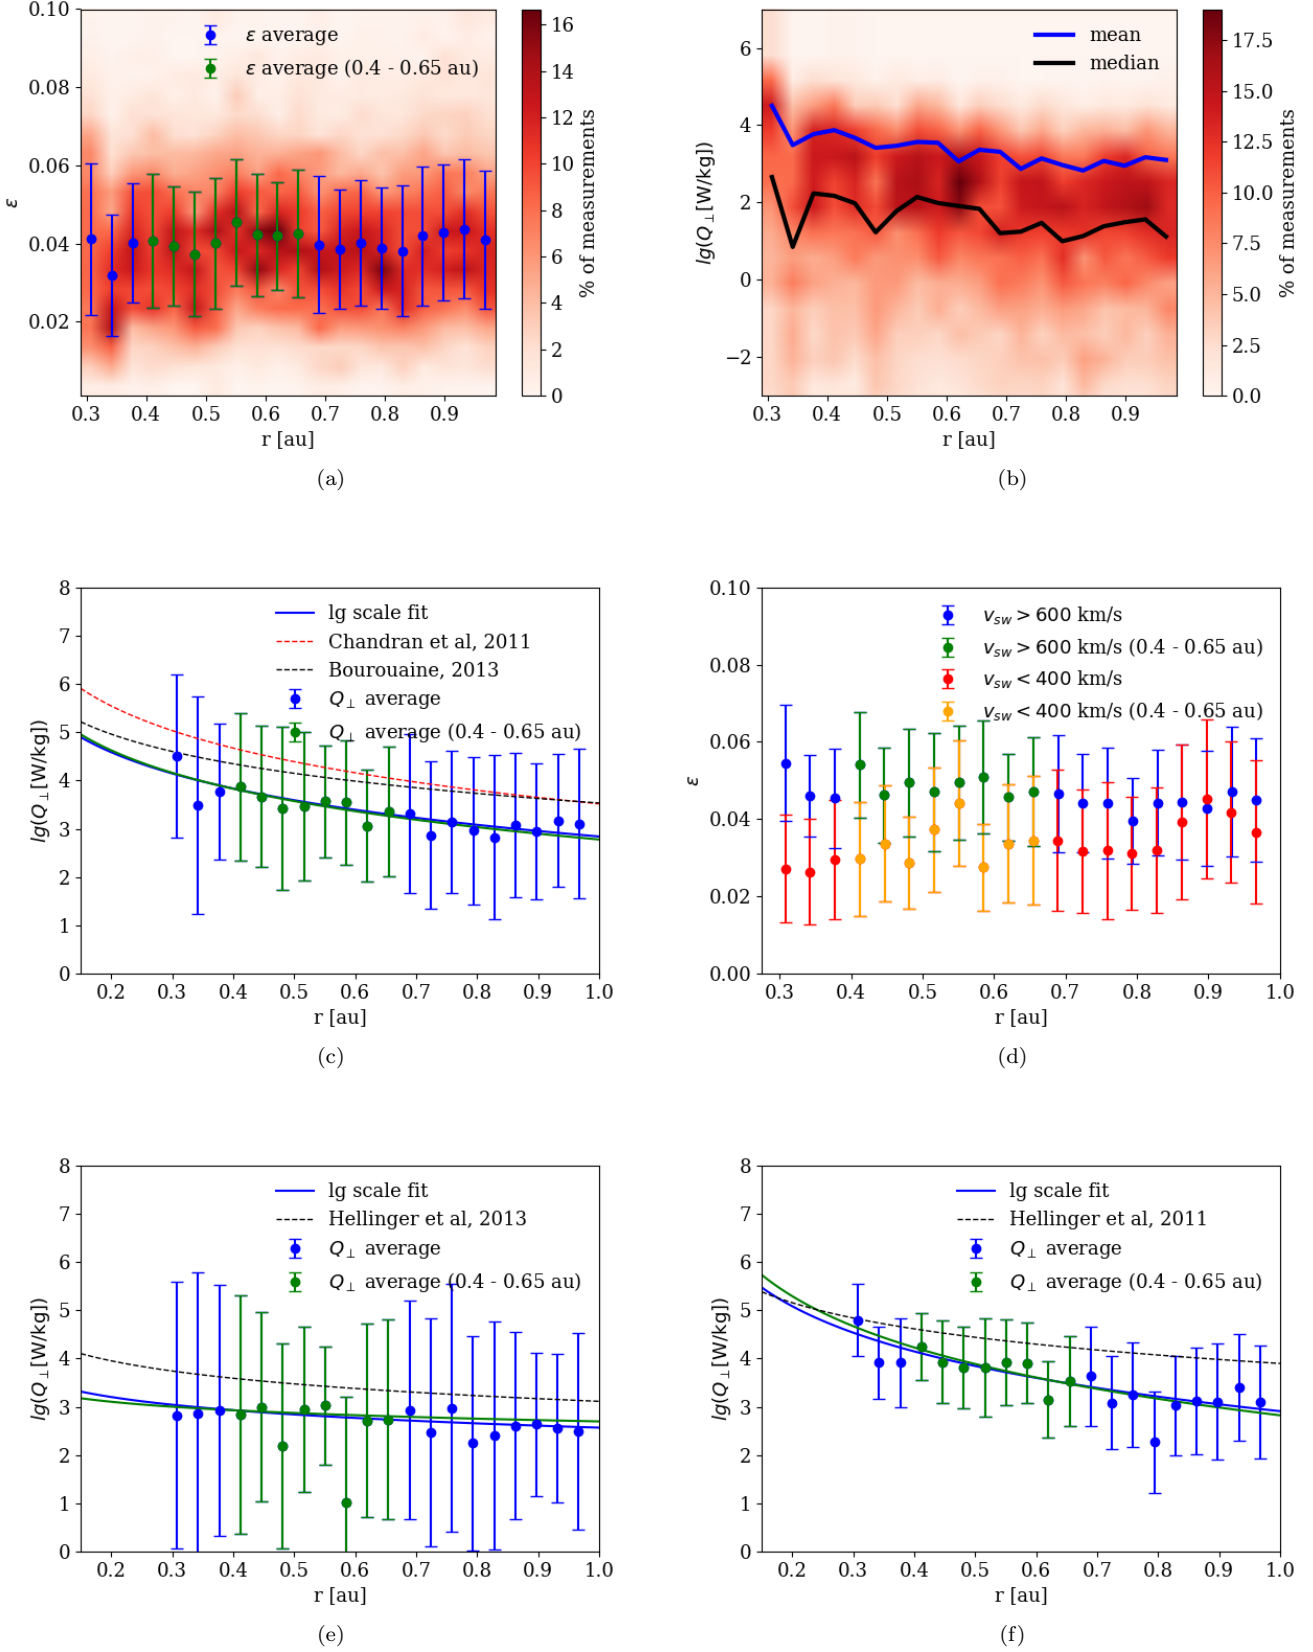 0.10
0.08
0.06
0.04
0.02
ε
ε average
ε average (0.4 - 0.65 au)
0.3 0.4 0.5 0.6 0.7 0.8 0.9
r [au]
16
14
12
10
8
6
4
2
0
% of measurements
(a)
6
4
2
0
−2
lg(Q⊥[W/kg])
mean
median
0.3 0.4 0.5 0.6 0.7 0.8 0.9
r [au]
17.5
15.0
12.5
10.0
7.5
5.0
2.5
0.0
% of measurements
(b)
8
7
6
5
4
3
2
1
0
lg(Q⊥[W/kg])
lg scale fit
Chandran et al, 2011
Bourouaine, 2013
Q⊥ average
Q⊥ average (0.4 - 0.65 au)
0.2 0.3 0.4 0.5 0.6 0.7 0.8 0.9 1.0
r [au]
(c)
0.10
0.08
0.06
0.04
0.02
0.00
ε
vsw > 600 km/s
vsw > 600 km/s (0.4 - 0.65 au)
vsw < 400 km/s
vsw < 400 km/s (0.4 - 0.65 au)
0.3 0.4 0.5 0.6 0.7 0.8 0.9 1.0
r [au]
(d)
8
7
6
5
4
3
2
1
0
lg(Q⊥[W/kg])
lg scale fit
Hellinger et al, 2013
Q⊥ average
Q⊥ average (0.4 - 0.65 au)
0.2 0.3 0.4 0.5 0.6 0.7 0.8 0.9 1.0
r [au]
(e)
8
7
6
5
4
3
2
1
0
lg(Q⊥[W/kg])
lg scale fit
Hellinger et al, 2011
Q⊥ average
Q⊥ average (0.4 - 0.65 au)
0.2 0.3 0.4 0.5 0.6 0.7 0.8 0.9 1.0
r [au]
(f)